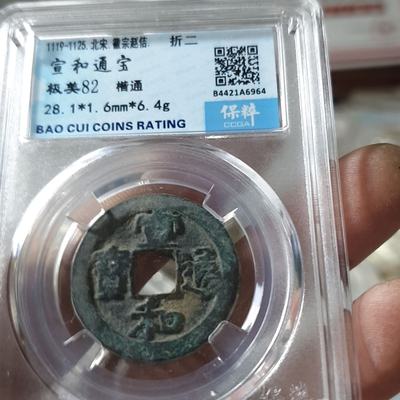 1119-1125.北宋.徽宗赵佶. 折二
宣和通宝
极美82 楷通
28.1*1.6mm*6.4g
BAO CUI COINS RATING
B4421A6964
保粹
CCGA
宣
寳 通
和